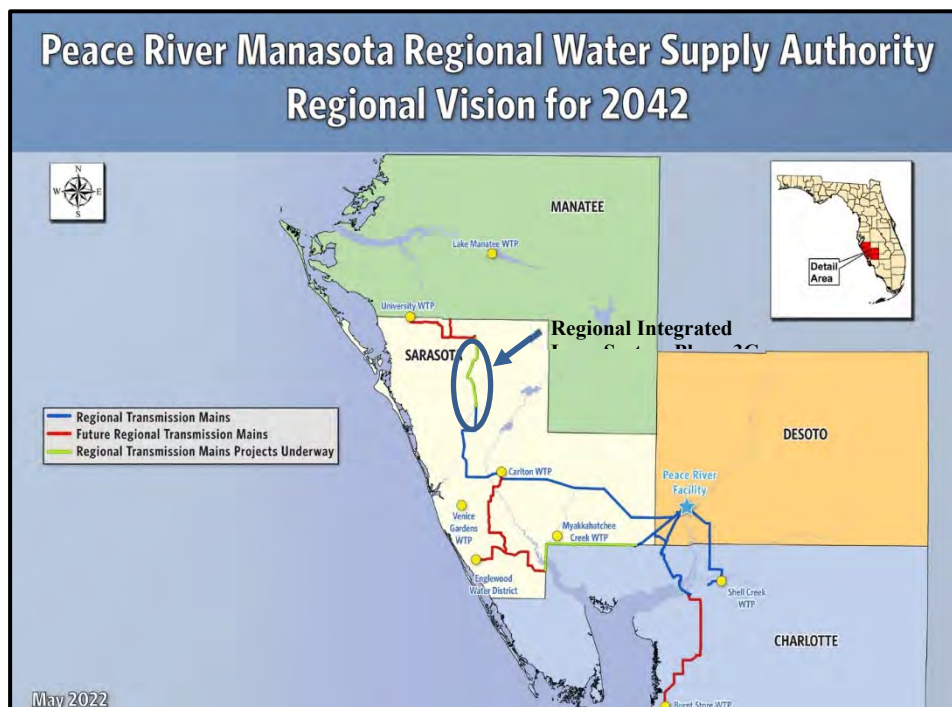 Peace River Manasota Regional Water Supply Authority
Regional Vision for 2042
N
W E
S
MANATEE
Lake Manatee WTP
Detail
Area
University WTP
Regional Integrated
SARASOTA
Regional Transmission Mains
Future Regional Transmission Mains
Regional Transmission Mains Projects Underway
DESOTO
Carlton WTP
Peace River
Facility
Venice
Gardens
WTP
Myakkahatchee
Creek WTP
Englewood
Water District
Shell Creek
WTP
CHARLOTTE
May 2022
Burnt Store WTP